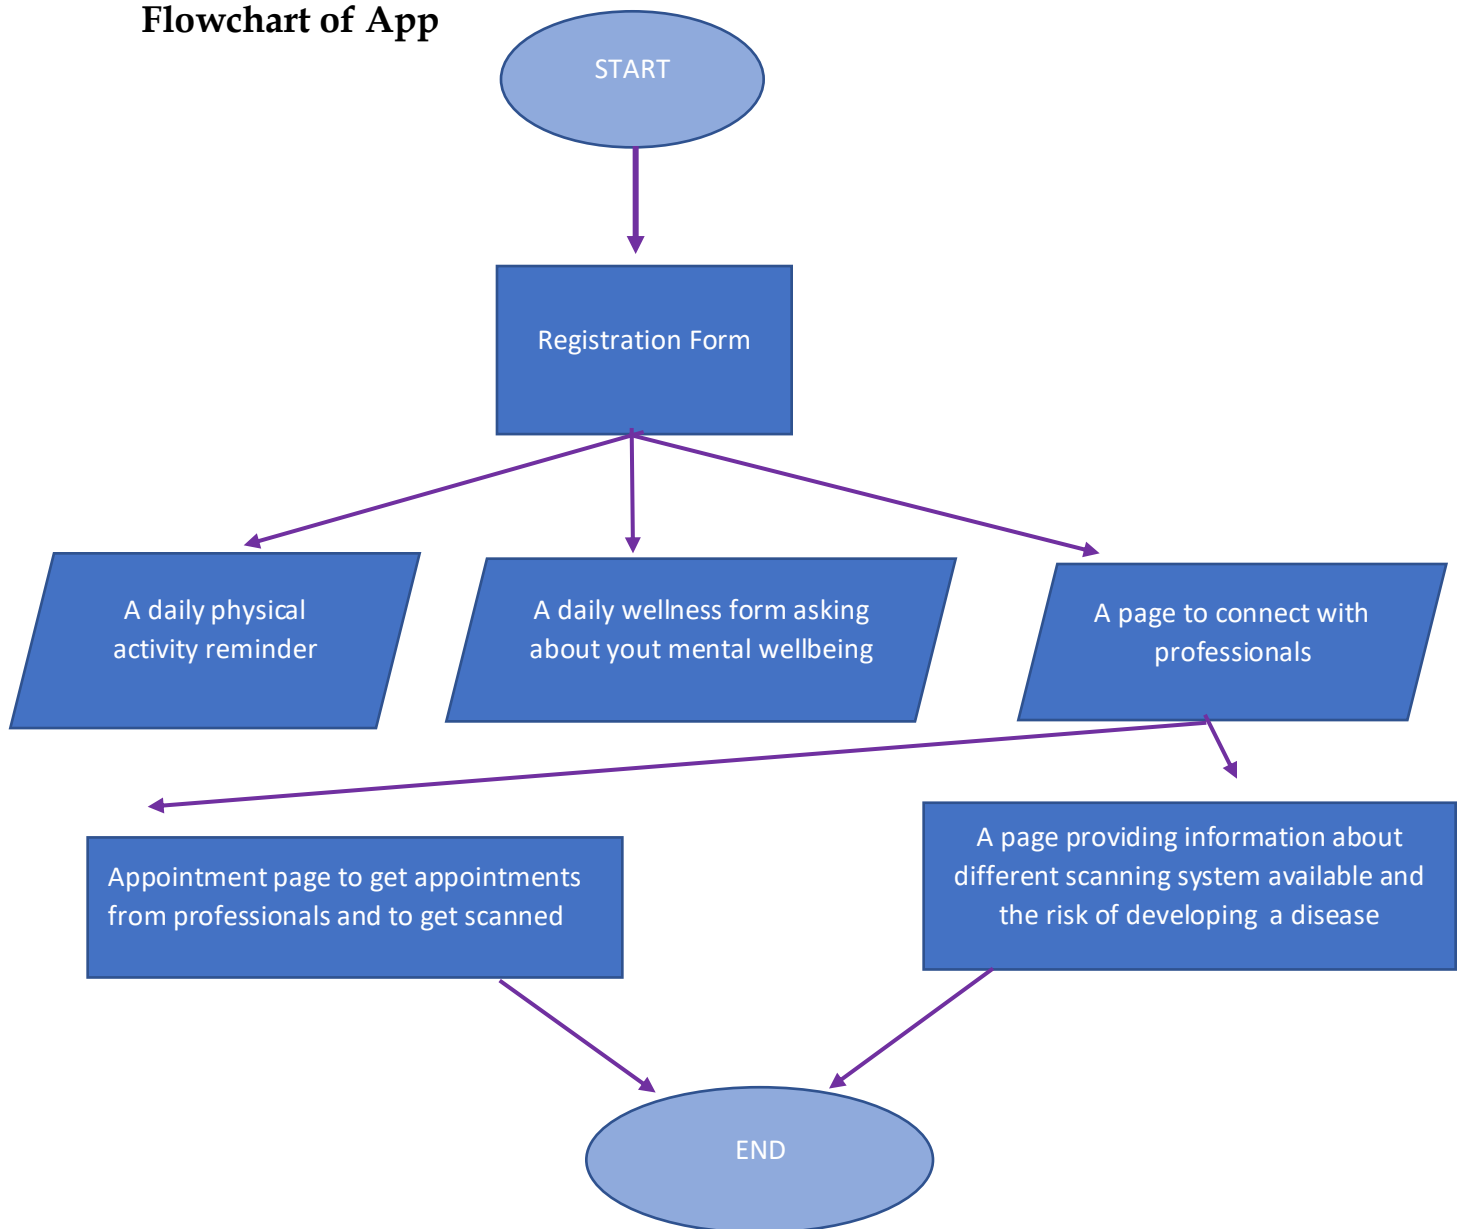 Flowchart of App
START
Registration Form
A daily physical
activity reminder
A daily wellness form asking
about yout mental wellbeing
A page to connect with
professionals
Appointment page to get appointments
from professionals and to get scanned
A page providing information about
different scanning system available and
the risk of developing  a disease
END